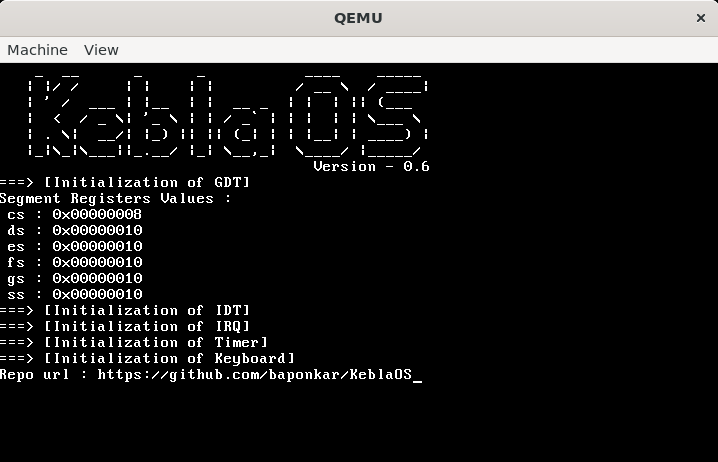 QEMU
×
Machine View
KeblaOS
Version - 0.6
===> [Initialization of GDT]
Segment Registers Values :
cs : 0x00000008
ds : 0x00000010
es : 0x00000010
fs : 0x00000010
gs : 0x00000010
ss : 0x00000010
===> [Initialization of IDT]
===> [Initialization of IRQ]
===> [Initialization of Timer]
===> [Initialization of Keyboard]
Repo url : https://github.com/baponkar/KeblaOS_